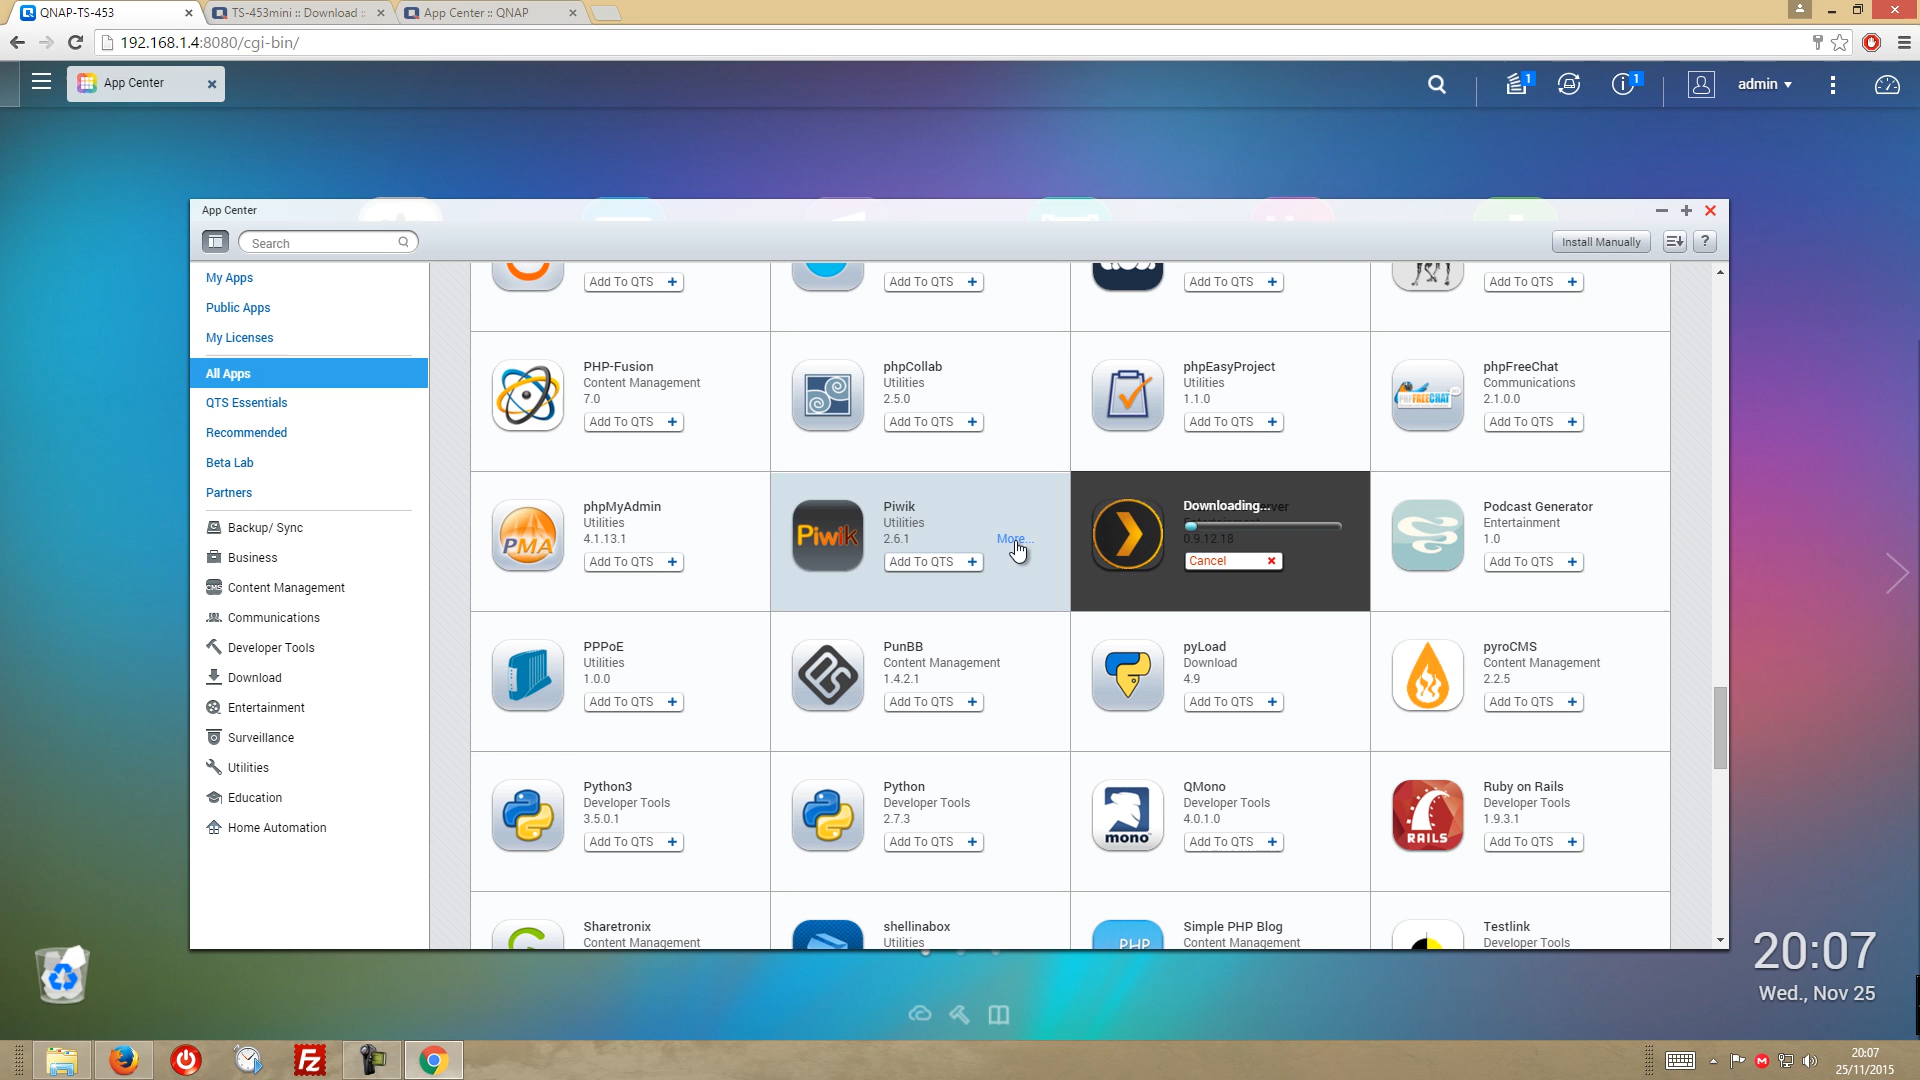 QNAP-TS-453
TS-453mini :: Download ::
App Center :: QNAP
192.168.1.4:8080/cgi-bin/
App Center
1
1
admin
App Center
Search
Install Manually
?
My Apps
Public Apps
My Licenses
All Apps
QTS Essentials
Recommended
Beta Lab
Partners
Backup/ Sync
Business
CMS
Content Management
Communications
Developer Tools
Download
Entertainment
Surveillance
Utilities
Education
Home Automation
Add To QTS +
Add To QTS +
Add To QTS +
Add To QTS +
PHP-Fusion
Content Management
7.0
Add To QTS +
phpCollab
Utilities
2.5.0
Add To QTS +
phpEasyProject
Utilities
1.1.0
Add To QTS +
PHPFREECHAT
phpFreeChat
Communications
2.1.0.0
Add To QTS +
PMA
phpMyAdmin
Utilities
4.1.13.1
Add To QTS +
Piwik
Piwik
Utilities
2.6.1
More...
Add To QTS +
Downloading...
0.9.12.18
Cancel
Podcast Generator
Entertainment
1.0
Add To QTS +
PPPoE
Utilities
1.0.0
Add To QTS +
PunBB
Content Management
1.4.2.1
Add To QTS +
pyLoad
Download
4.9
Add To QTS +
pyroCMS
Content Management
2.2.5
Add To QTS +
Python3
Developer Tools
3.5.0.1
Add To QTS +
Python
Developer Tools
2.7.3
Add To QTS +
mono
QMono
Developer Tools
4.0.1.0
Add To QTS +
RAILS
Ruby on Rails
Developer Tools
1.9.3.1
Add To QTS +
Sharetronix
Content Management
shellinabox
Utilities
PHP
Simple PHP Blog
Content Management
Testlink
Developer Tools
20:07
Wed., Nov 25
Fz
20:07
25/11/2015